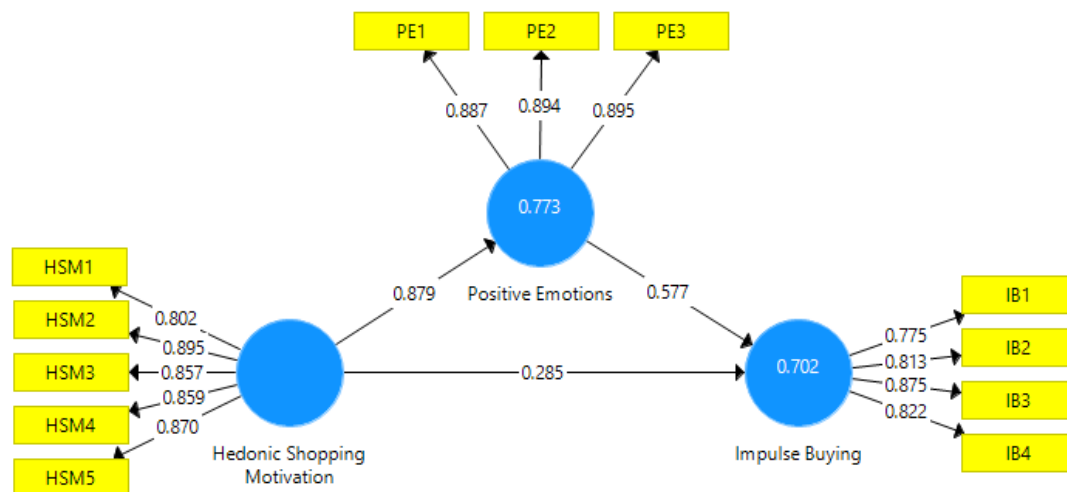 PE1 PE2 PE3
0.887 0.894 0.895
0.773
Positive Emotions
0.879
0.577
HSM1
HSM2
HSM3
HSM4
HSM5
0.802
0.895
0.857
0.859
0.870
Hedonic Shopping
Motivation
0.285
0.702
Impulse Buying
0.775
0.813
0.875
0.822
IB1
IB2
IB3
IB4